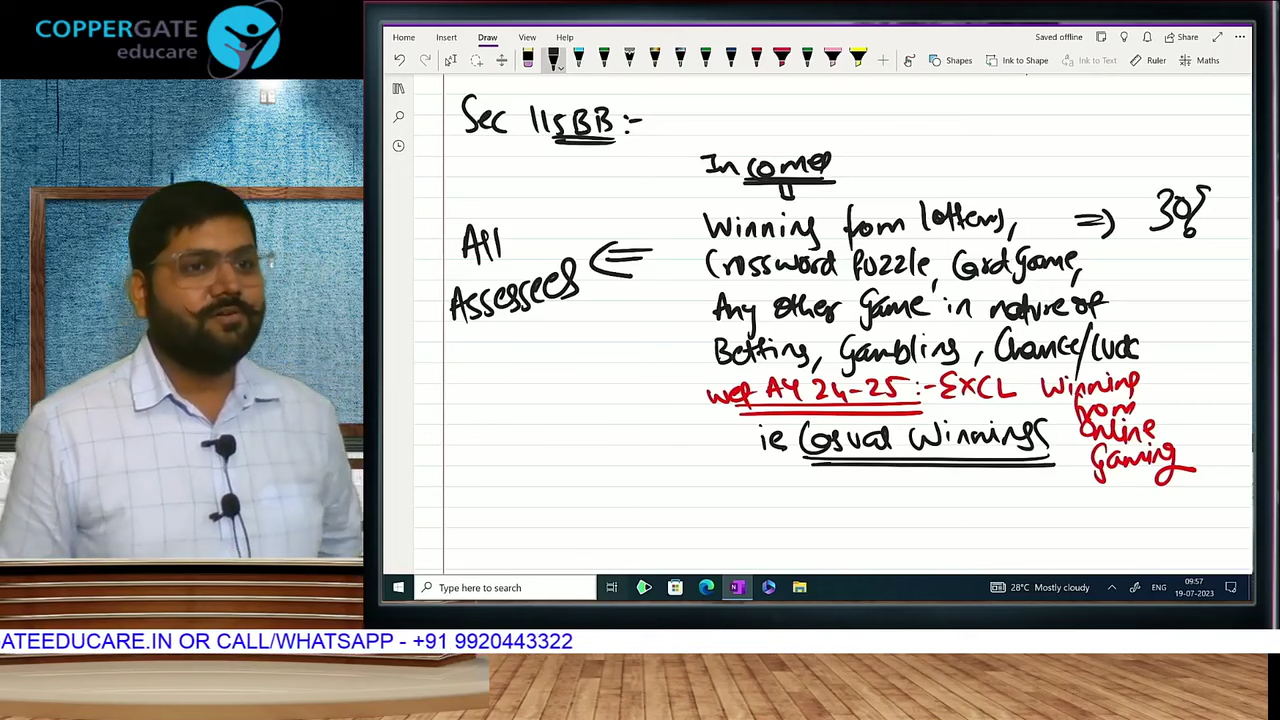 COPPERGATE
educare
Home Insert Draw View Help
Saved offline
Share
Shapes
Ink to Shape
Ink to Text
Ruler
Maths
Sec 115BB:-
Income
Winning from lottery, => 30%
Crossword Puzzle, Card game,
Any other Game in nature of
Betting, Gambling, Chance/luck
All
Assessees
wef AY 24-25:- EXCL Winning
from
online
Gaming
ie Casual Winnings
Type here to search
28°C Mostly cloudy
ENG
09:57
19-07-2023
GATEEDUCARE.IN OR CALL/WHATSAPP - +91 9920443322